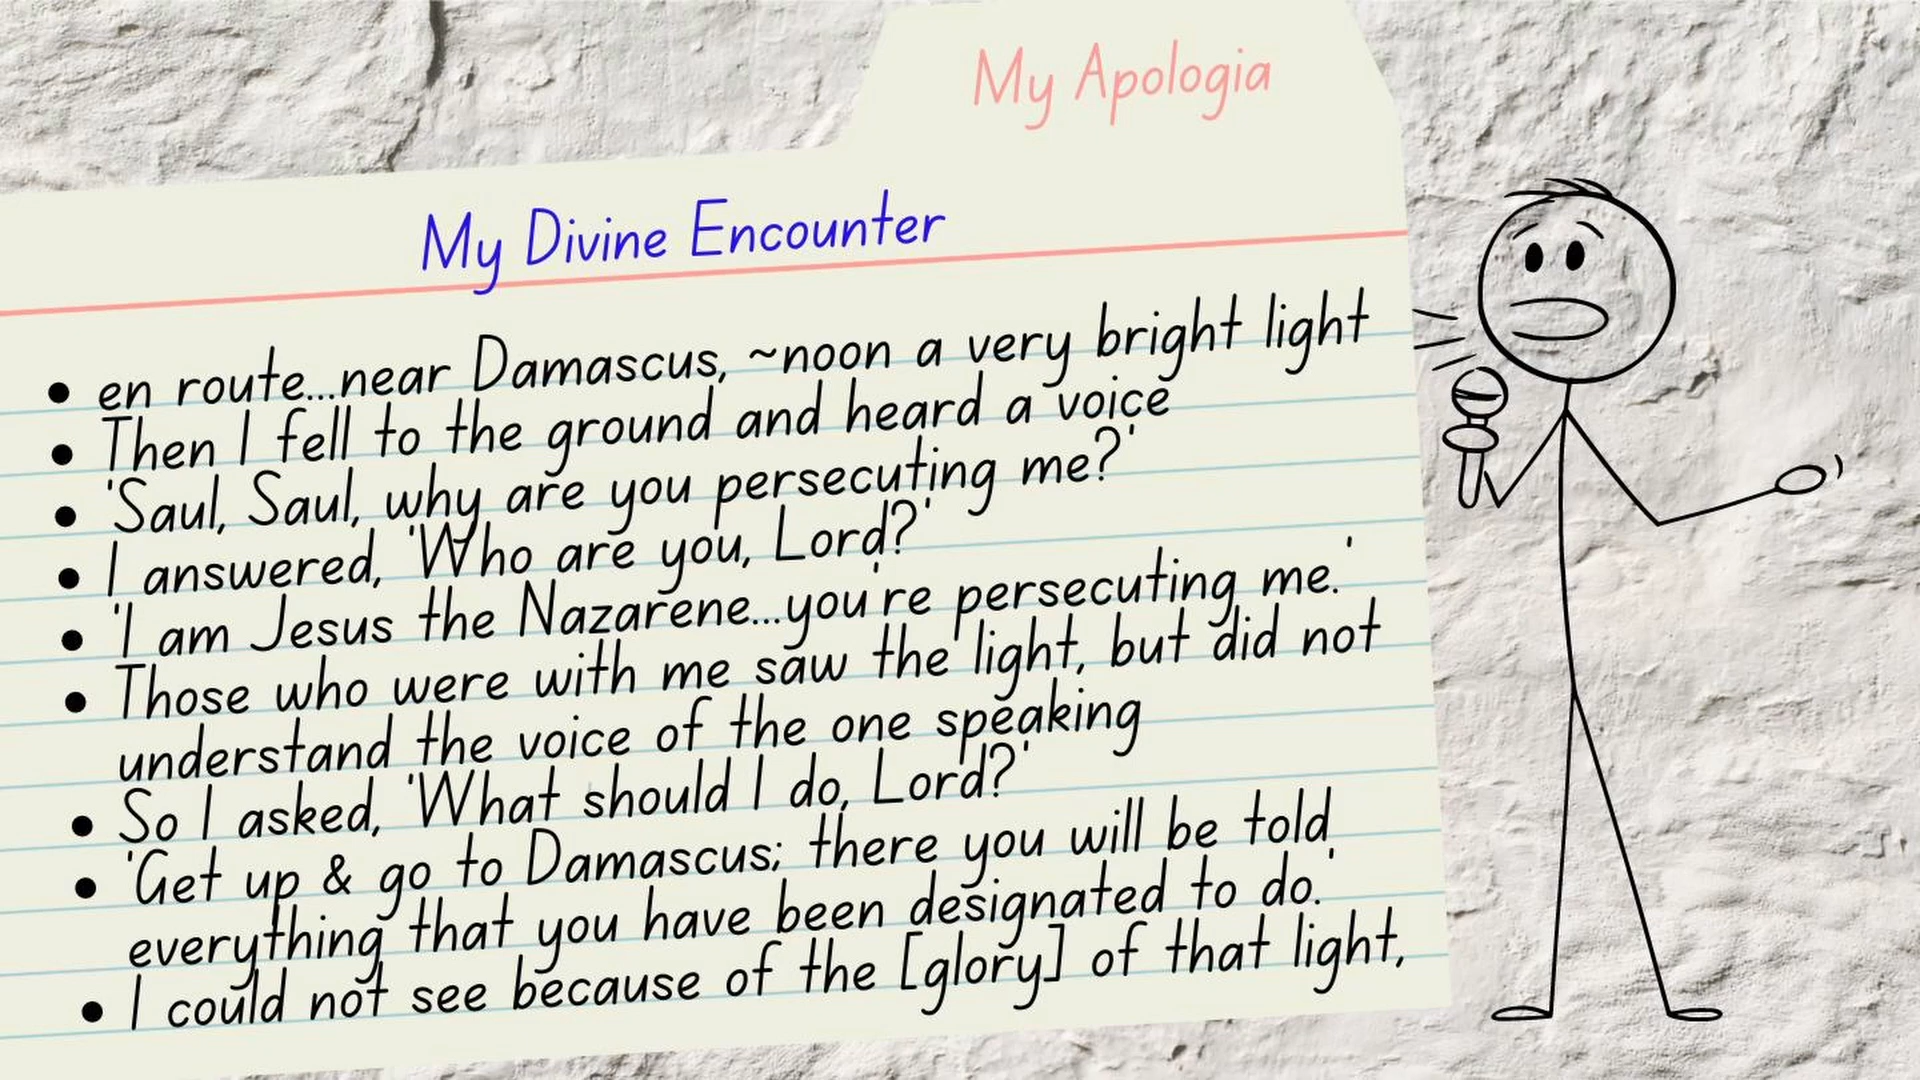 My Apologia
My Divine Encounter
• en route...near Damascus, ~noon a very bright light
• Then I fell to the ground and heard a voice
• 'Saul, Saul, why are you persecuting me?'
• I answered, 'Who are you, Lord?'
• 'I am Jesus the Nazarene...you're persecuting me.'
• Those who were with me saw the light, but did not
understand the voice of the one speaking
• So I asked, 'What should I do, Lord?'
• 'Get up & go to Damascus; there you will be told
everything that you have been designated to do.'
• I could not see because of the [glory] of that light,